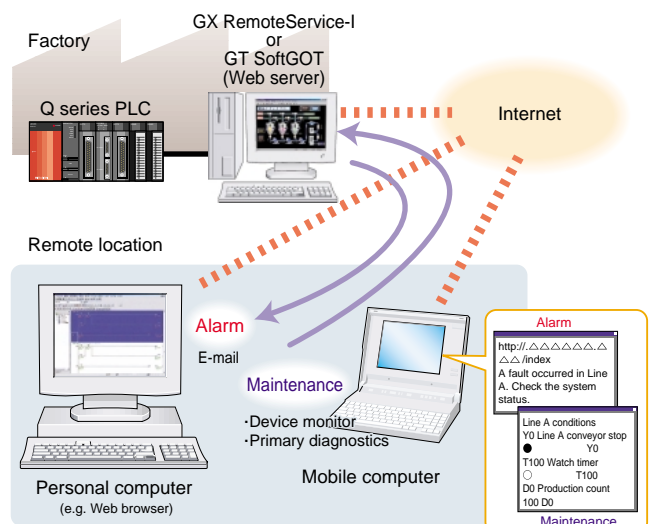 GX RemoteService-I
or
GT SoftGOT
(Web server)
Factory
Q series PLC
Internet
Remote location
Alarm
E-mail
Maintenance
・Device monitor
・Primary diagnostics
Personal computer
(e.g. Web browser)
Mobile computer
Alarm
http://.△△△△△△.△
△△/index
A fault occurred in Line
A. Check the system
status.
Line A conditions
Y0 Line A conveyor stop
● Y0
T100 Watch timer
○ T100
D0 Production count
100 D0
Maintenance